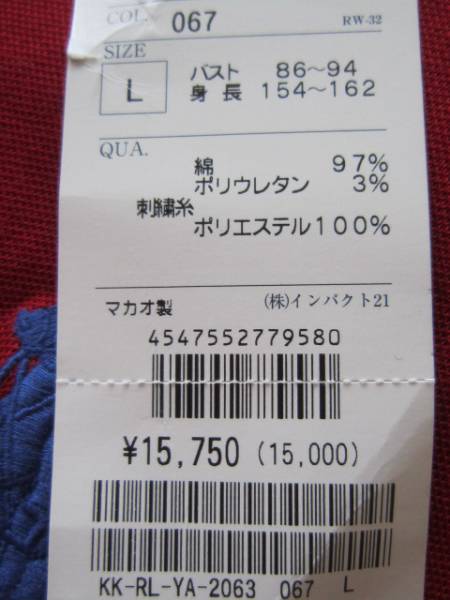 COL. 067 RW-32
SIZE
L バスト 86〜94
身長 154〜162
QUA.
綿 97%
ポリウレタン 3%
刺繍糸
ポリエステル100%
マカオ製 (株)インパクト21
4547552779580
¥15,750 (15,000)
KK-RL-YA-2063 067 L